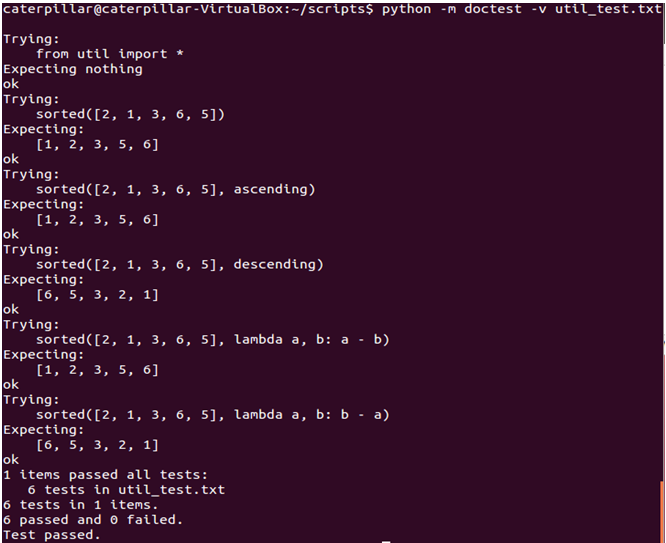 caterpillar@caterpillar-VirtualBox:~/scripts$ python -m doctest -v util_test.txt
Trying:
    from util import *
Expecting nothing
ok
Trying:
    sorted([2, 1, 3, 6, 5])
Expecting:
    [1, 2, 3, 5, 6]
ok
Trying:
    sorted([2, 1, 3, 6, 5], ascending)
Expecting:
    [1, 2, 3, 5, 6]
ok
Trying:
    sorted([2, 1, 3, 6, 5], descending)
Expecting:
    [6, 5, 3, 2, 1]
ok
Trying:
    sorted([2, 1, 3, 6, 5], lambda a, b: a - b)
Expecting:
    [1, 2, 3, 5, 6]
ok
Trying:
    sorted([2, 1, 3, 6, 5], lambda a, b: b - a)
Expecting:
    [6, 5, 3, 2, 1]
ok
1 items passed all tests:
   6 tests in util_test.txt
6 tests in 1 items.
6 passed and 0 failed.
Test passed.